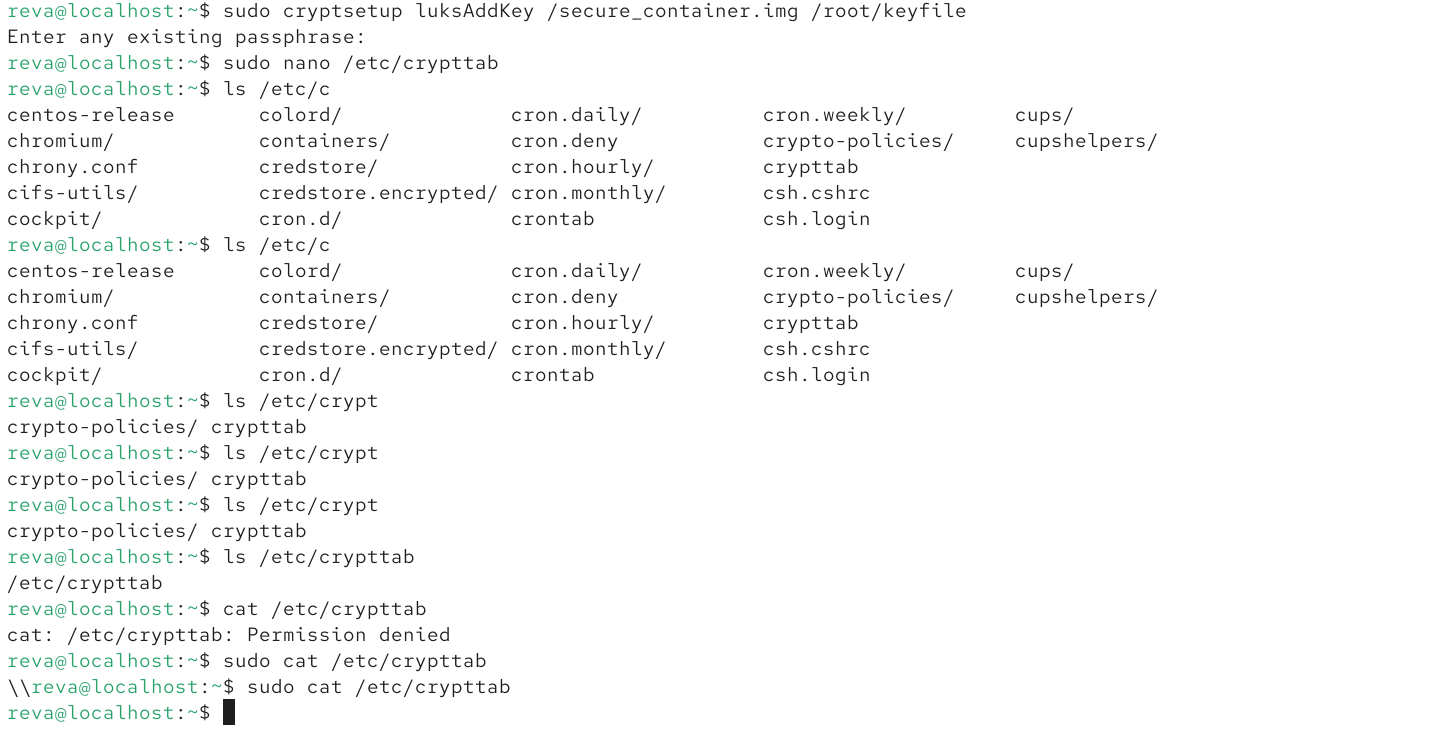 reva@localhost:~$ sudo cryptsetup luksAddKey /secure_container.img /root/keyfile
Enter any existing passphrase:
reva@localhost:~$ sudo nano /etc/crypttab
reva@localhost:~$ ls /etc/c
centos-release colord/ cron.daily/ cron.weekly/ cups/
chromium/ containers/ cron.deny crypto-policies/ cupshelpers/
chrony.conf credstore/ cron.hourly/ crypttab
cifs-utils/ credstore.encrypted/ cron.monthly/ csh.cshrc
cockpit/ cron.d/ crontab csh.login
reva@localhost:~$ ls /etc/c
centos-release colord/ cron.daily/ cron.weekly/ cups/
chromium/ containers/ cron.deny crypto-policies/ cupshelpers/
chrony.conf credstore/ cron.hourly/ crypttab
cifs-utils/ credstore.encrypted/ cron.monthly/ csh.cshrc
cockpit/ cron.d/ crontab csh.login
reva@localhost:~$ ls /etc/crypt
crypto-policies/ crypttab
reva@localhost:~$ ls /etc/crypt
crypto-policies/ crypttab
reva@localhost:~$ ls /etc/crypt
crypto-policies/ crypttab
reva@localhost:~$ ls /etc/crypttab
/etc/crypttab
reva@localhost:~$ cat /etc/crypttab
cat: /etc/crypttab: Permission denied
reva@localhost:~$ sudo cat /etc/crypttab
\\reva@localhost:~$ sudo cat /etc/crypttab
reva@localhost:~$